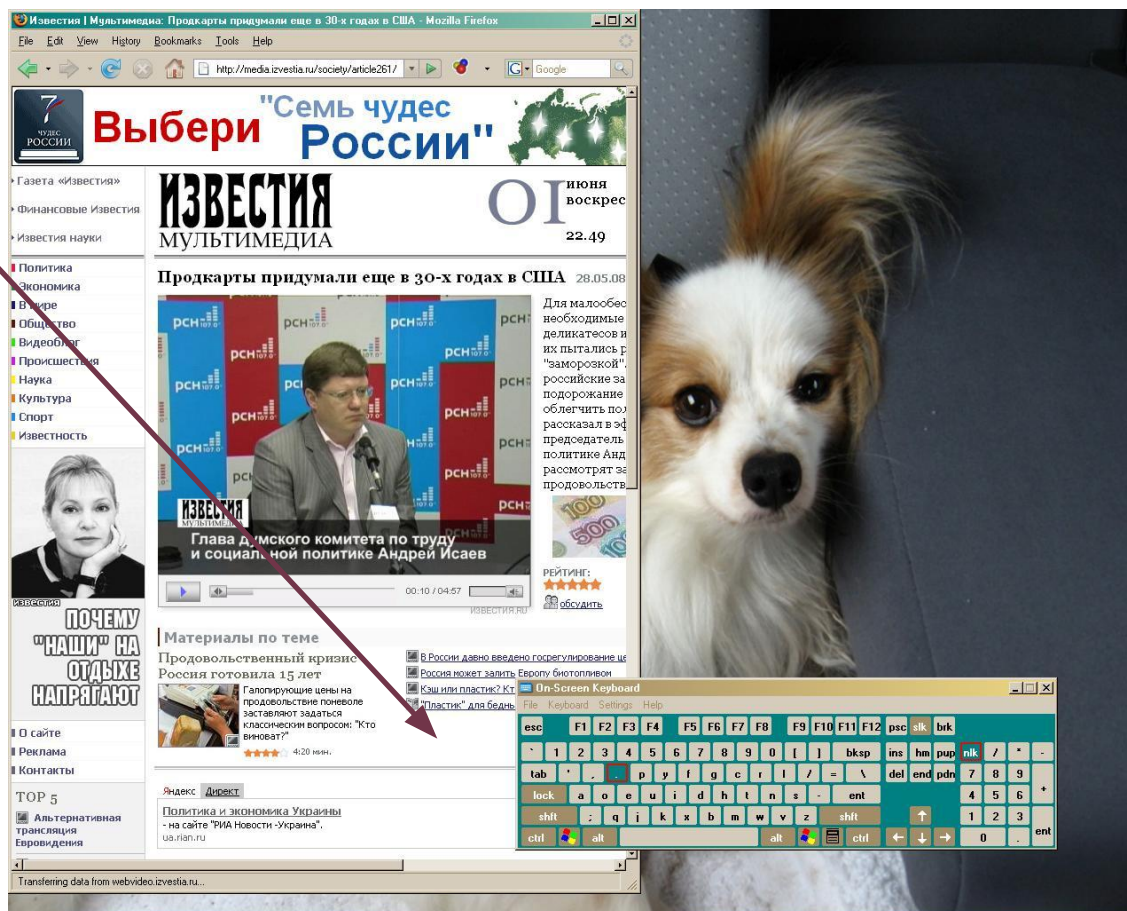 Известия | Мультимедиа: Продкарты придумали еще в 30-х годах в США - Mozilla Firefox
File Edit View History Bookmarks Tools Help
http://media.izvestia.ru/society/article261/
Google
7 ЧУДЕС РОССИИ
Выбери "Семь чудес России"
Газета «Известия»
Финансовые Известия
Известия науки
ИЗВЕСТИЯ
МУЛЬТИМЕДИА
01 июня
воскрес
22.49
Политика
Экономика
В мире
Общество
Видеоблог
Происшествия
Наука
Культура
Спорт
Известность
ИЗВЕСТИЯ
ПОЧЕМУ
"НАШИ" НА
ОТДЫХЕ
НАПРЯГАЮТ
О сайте
Реклама
Контакты
TOP 5
Альтернативная
трансляция
Евровидения
Продкарты придумали еще в 30-х годах в США 28.05.08
РСН 107.0
ИЗВЕСТИЯ
МУЛЬТИМЕДИА
Глава думского комитета по труду
и социальной политике Андрей Исаев
00:10 / 04:57
ИЗВЕСТИЯ.RU
Для малообес
необходимые
деликатесов и
их пытались р
"заморозкой".
российские за
подорожание
облегчить пол
рассказал в эф
председатель
политике Анд
рассмотрят за
продовольств
100
500
РЕЙТИНГ:
обсудить
Материалы по теме
Продовольственный кризис
Россия готовила 15 лет
Галопирующие цены на
продовольствие поневоле
заставляют задаться
классическим вопросом: "Кто
виноват?"
4:20 мин.
В России давно введено госрегулирование це
Россия может залить Европу биотопливом
Кэш или пластик? Кт
"Пластик" для бедны
Яндекс Директ
Политика и экономика Украины
- на сайте "РИА Новости -Украина".
ua.rian.ru
Transferring data from webvideo.izvestia.ru...
On-Screen Keyboard
File Keyboard Settings Help
esc F1 F2 F3 F4 F5 F6 F7 F8 F9 F10 F11 F12 psc slk brk
` 1 2 3 4 5 6 7 8 9 0 [ ] bksp ins hm pup nlk / * -
tab ' , . p y f g c r l / = \ del end pdn 7 8 9 +
lock a o e u i d h t n s - ent 4 5 6
shft ; q j k x b m w v z shft ↑ 1 2 3 ent
ctrl alt alt ctrl ← ↓ → 0 .